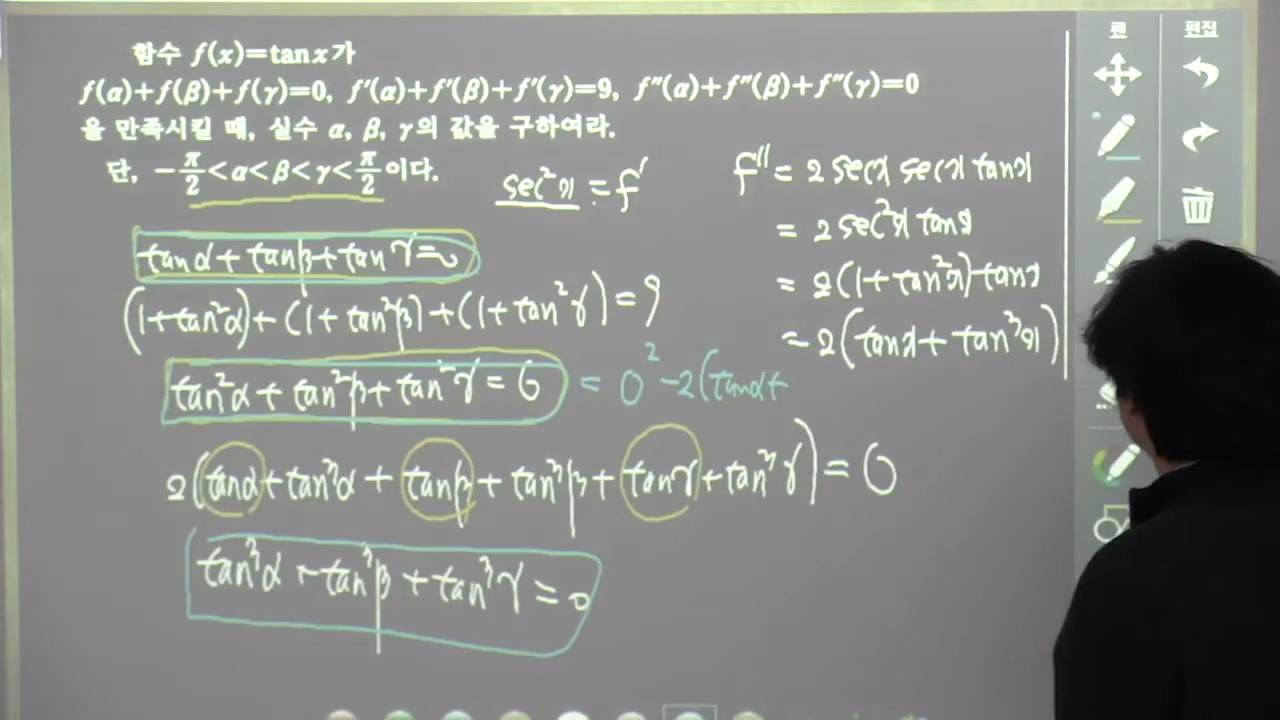 함수 f(x)=tanx가
f(α)+f(β)+f(γ)=0, f′(α)+f′(β)+f′(γ)=9, f″(α)+f″(β)+f″(γ)=0
을 만족시킬 때, 실수 α, β, γ의 값을 구하여라.
단, -π/2<α<β<γ<π/2이다.
sec²x = f′
f″ = 2 secx secx tanx
= 2 sec²x tanx
= 2(1+tan²x)tanx
= 2(tanx + tan³x)
tanα + tanβ + tanγ = 0
(1+tan²α) + (1+tan²β) + (1+tan²γ) = 9
tan²α + tan²β + tan²γ = 6 = 0² - 2(tanα+
2(tanα + tan³α + tanβ + tan³β + tanγ + tan³γ) = 0
tan³α + tan³β + tan³γ = 0
펜
편집